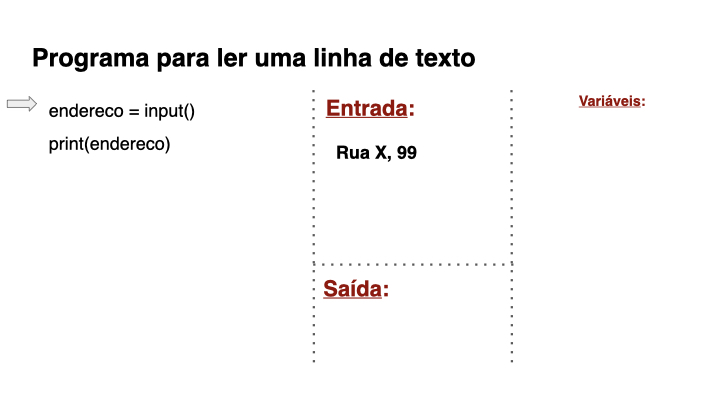 Programa para ler uma linha de texto
endereco = input()
print(endereco)
Entrada:
Rua X, 99
Saída:
Variáveis: